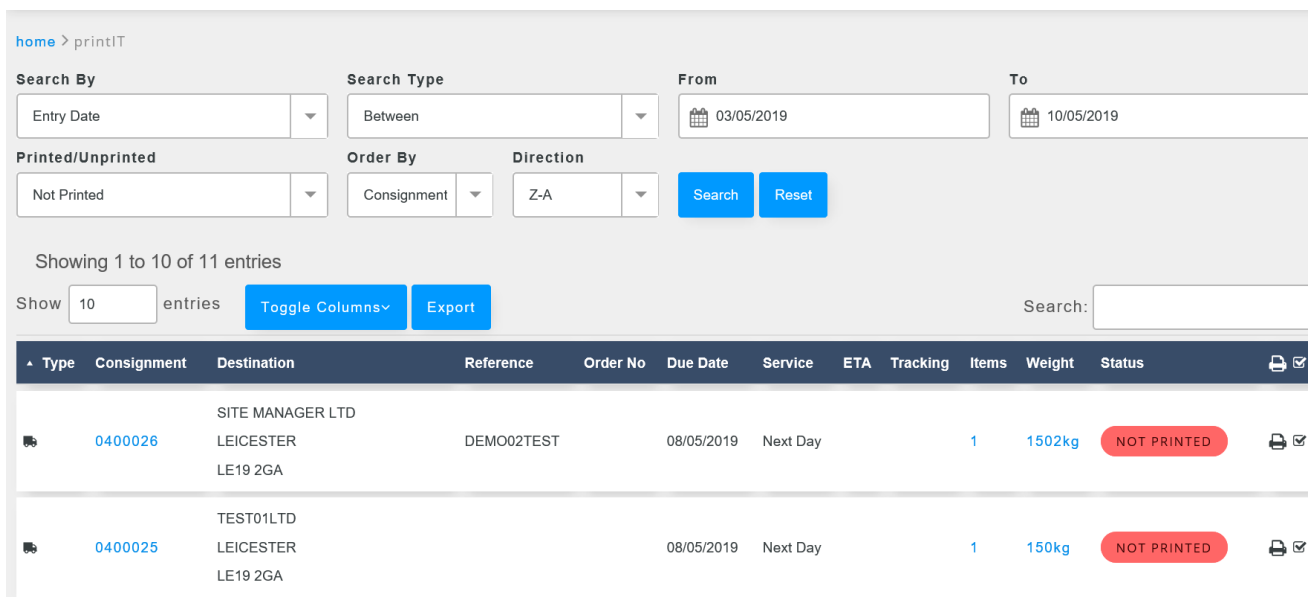 home > printIT
Search By Search Type From To
Entry Date Between 03/05/2019 10/05/2019
Printed/Unprinted Order By Direction
Not Printed Consignment Z-A Search Reset
Showing 1 to 10 of 11 entries
Show 10 entries Toggle Columns Export Search:
Type Consignment Destination Reference Order No Due Date Service ETA Tracking Items Weight Status
SITE MANAGER LTD
0400026 LEICESTER DEMO02TEST 08/05/2019 Next Day 1 1502kg NOT PRINTED
LE19 2GA
TEST01LTD
0400025 LEICESTER 08/05/2019 Next Day 1 150kg NOT PRINTED
LE19 2GA